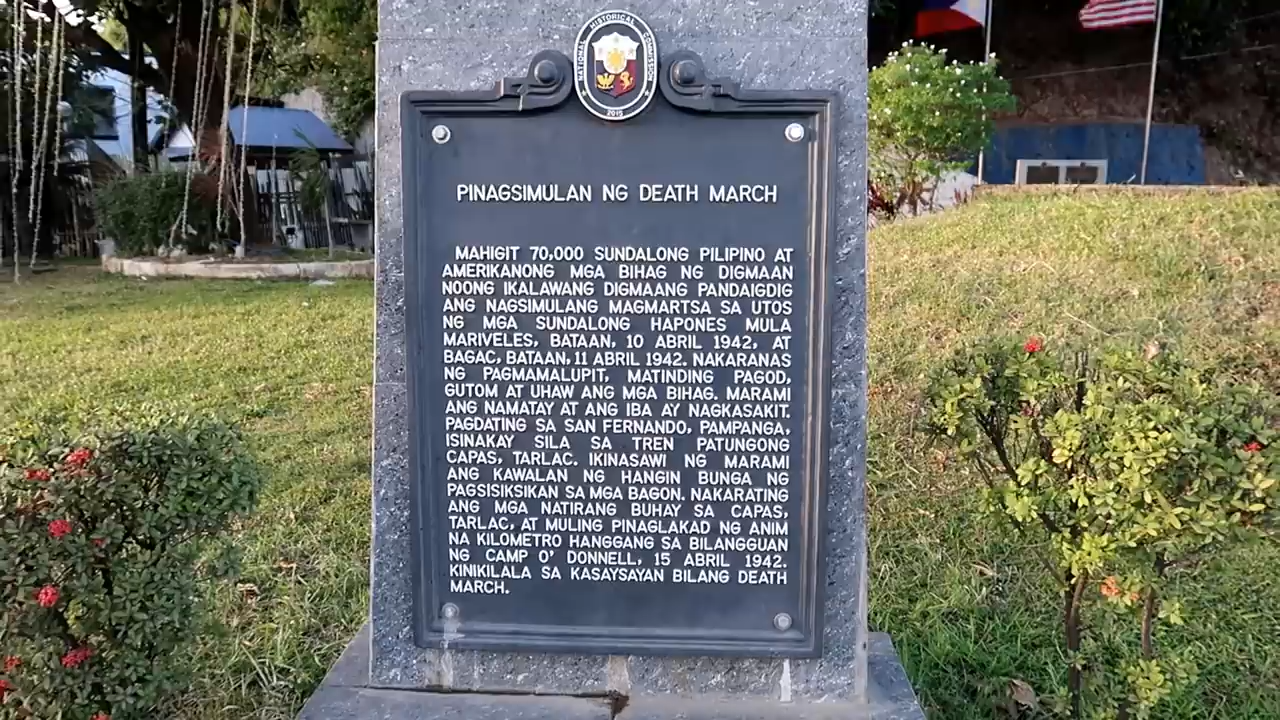 NATIONAL HISTORICAL COMMISSION
2015
PINAGSIMULAN NG DEATH MARCH
MAHIGIT 70,000 SUNDALONG PILIPINO AT
AMERIKANONG MGA BIHAG NG DIGMAAN
NOONG IKALAWANG DIGMAANG PANDAIGDIG
ANG NAGSIMULANG MAGMARTSA SA UTOS
NG MGA SUNDALONG HAPONES MULA
MARIVELES, BATAAN, 10 ABRIL 1942, AT
BAGAC, BATAAN, 11 ABRIL 1942. NAKARANAS
NG PAGMAMALUPIT, MATINDING PAGOD,
GUTOM AT UHAW ANG MGA BIHAG. MARAMI
ANG NAMATAY AT ANG IBA AY NAGKASAKIT.
PAGDATING SA SAN FERNANDO, PAMPANGA,
ISINAKAY SILA SA TREN PATUNGONG
CAPAS, TARLAC. IKINASAWI NG MARAMI
ANG KAWALAN NG HANGIN BUNGA NG
PAGSISIKSIKAN SA MGA BAGON. NAKARATING
ANG MGA NATIRANG BUHAY SA CAPAS,
TARLAC, AT MULING PINAGLAKAD NG ANIM
NA KILOMETRO HANGGANG SA BILANGGUAN
NG CAMP O' DONNELL, 15 ABRIL 1942.
KINIKILALA SA KASAYSAYAN BILANG DEATH
MARCH.